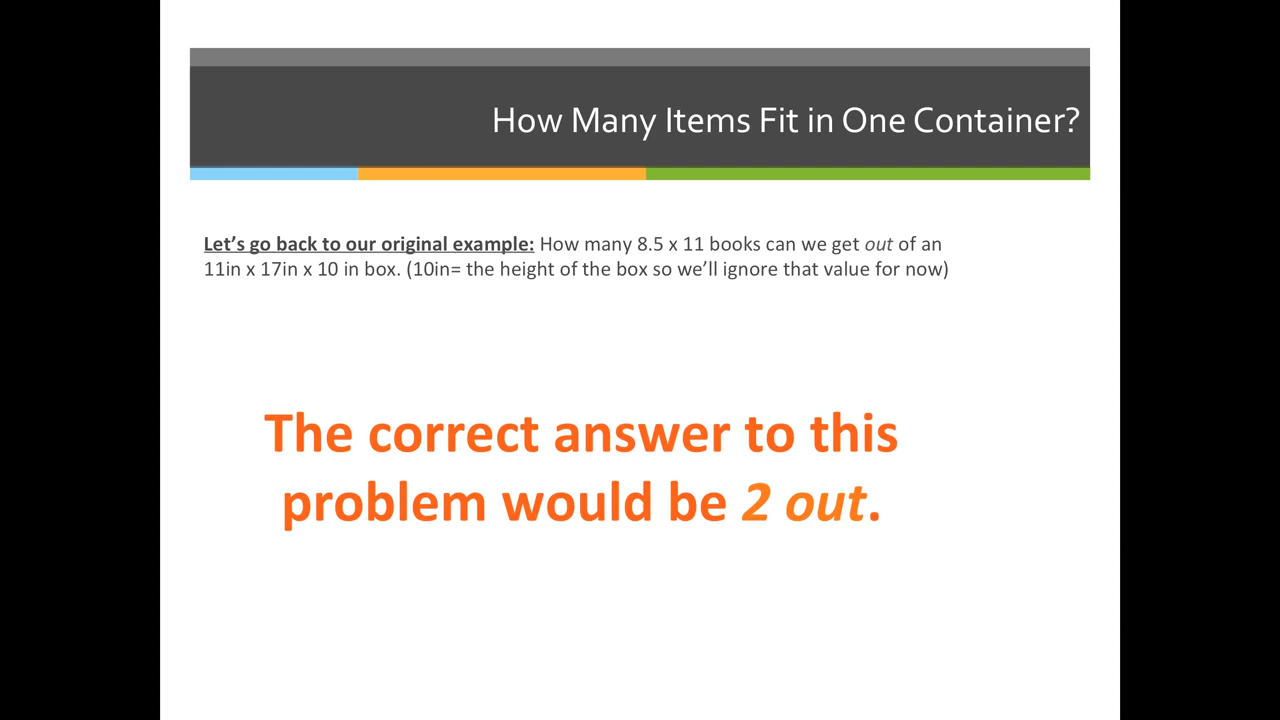 How Many Items Fit in One Container?
Let’s go back to our original example: How many 8.5 x 11 books can we get out of an
11in x 17in x 10 in box. (10in= the height of the box so we’ll ignore that value for now)
The correct answer to this
problem would be 2 out.